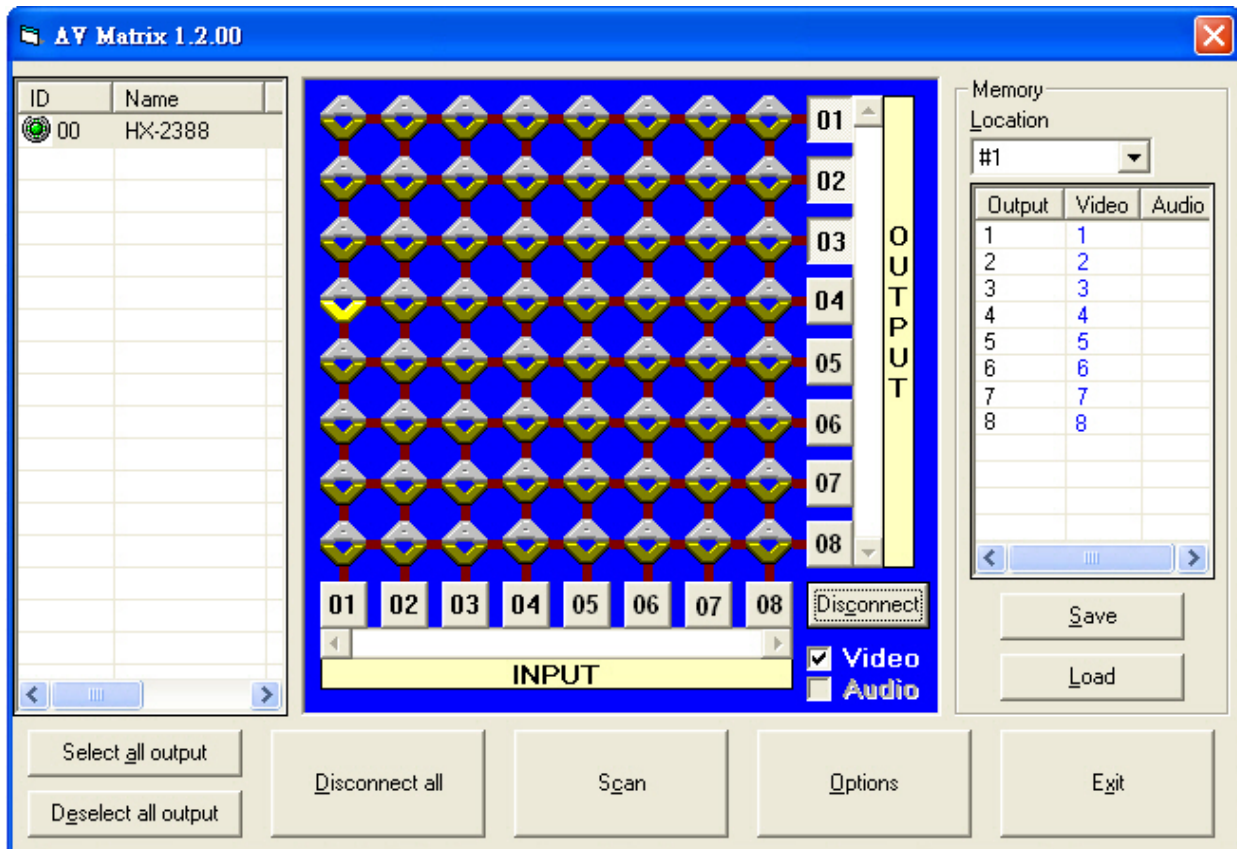 AV Matrix 1.2.00
ID Name
00 HX-2388
01
02
03
04
05
06
07
08
OUTPUT
01 02 03 04 05 06 07 08
INPUT
Disconnect
Video
Audio
Memory
Location
#1
Output Video Audio
1 1
2 2
3 3
4 4
5 5
6 6
7 7
8 8
Save
Load
Select all output
Deselect all output
Disconnect all
Scan
Options
Exit